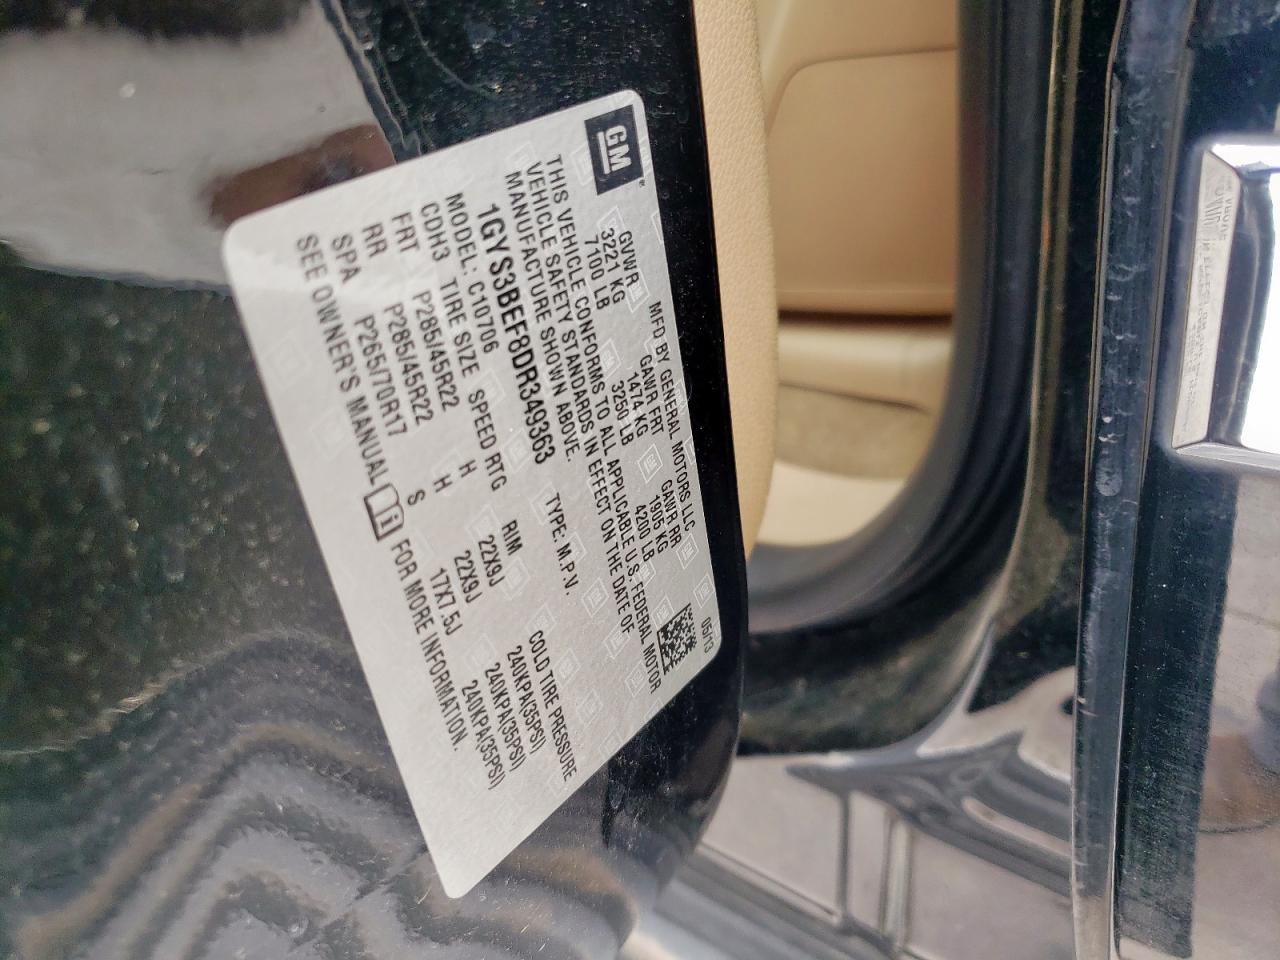 GM
MFD BY GENERAL MOTORS LLC 05/13
GVWR GAWR FRT GAWR RR
3221 KG 1474 KG 1905 KG
7100 LB 3250 LB 4200 LB
THIS VEHICLE CONFORMS TO ALL APPLICABLE U.S. FEDERAL MOTOR
VEHICLE SAFETY STANDARDS IN EFFECT ON THE DATE OF
MANUFACTURE SHOWN ABOVE.
1GYS3BEF8DR349363 TYPE: M.P.V.
MODEL: C10706
CDH3 TIRE SIZE SPEED RTG RIM COLD TIRE PRESSURE
FRT P285/45R22 H 22X9J 240KPA(35PSI)
RR P285/45R22 H 22X9J 240KPA(35PSI)
SPA P265/70R17 S 17X7.5J 240KPA(35PSI)
SEE OWNER'S MANUAL FOR MORE INFORMATION.